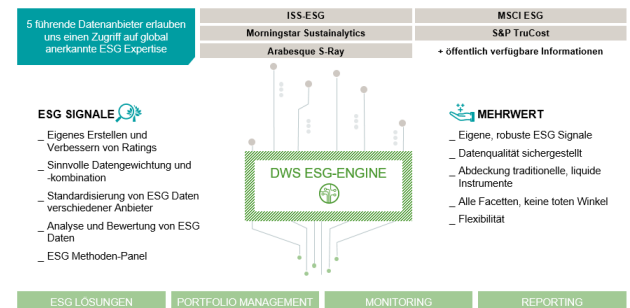 5 führende Datenanbieter erlauben
uns einen Zugriff auf global
anerkannte ESG Expertise
ISS-ESG
MSCI ESG
Morningstar Sustainalytics
S&P TruCost
Arabesque S-Ray
+ öffentlich verfügbare Informationen
ESG SIGNALE
_ Eigenes Erstellen und
Verbessern von Ratings
_ Sinnvolle Datengewichtung und
-kombination
_ Standardisierung von ESG Daten
verschiedener Anbieter
_ Analyse und Bewertung von ESG
Daten
_ ESG Methoden-Panel
DWS ESG-ENGINE
MEHRWERT
_ Eigene, robuste ESG Signale
_ Datenqualität sichergestellt
_ Abdeckung traditionelle, liquide
Instrumente
_ Alle Facetten, keine toten Winkel
_ Flexibilität
ESG LÖSUNGEN
PORTFOLIO MANAGEMENT
MONITORING
REPORTING